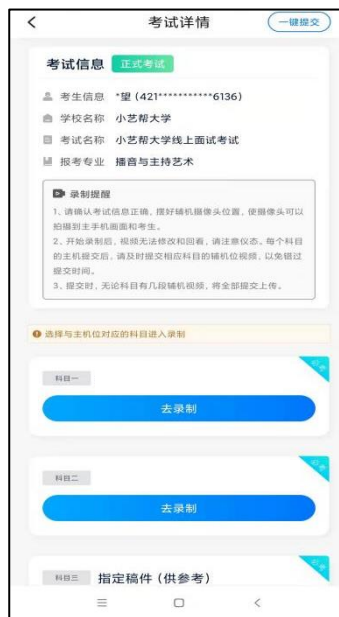 考试详情
一键提交
考试信息 正式考试
考生信息 *望 (421***********6136)
学校名称 小艺帮大学
考试名称 小艺帮大学线上面试考试
报考专业 播音与主持艺术
录制提醒
1、请确认考试信息正确，摆好辅机摄像头位置，使摄像头可以
拍摄到主手机画面和考生。
2、开始录制后，视频无法修改和回看，请注意仪态。每个科目
的主机提交后，请及时提交相应科目的辅机位视频，以免错过
提交时间。
3、提交时，无论科目有几段辅机视频，将全部提交上传。
选择与主机位对应的科目进入录制
科目一
必考
去录制
科目二
必考
去录制
科目三 指定稿件 (供参考)
必考